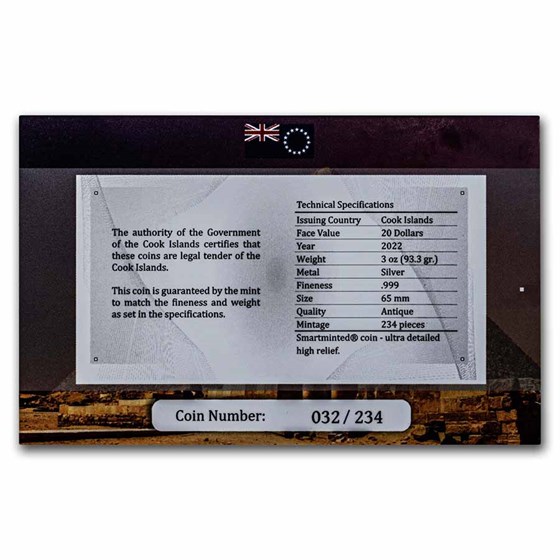 The authority of the Government
of the Cook Islands certifies that
these coins are legal tender of the
Cook Islands.
This coin is guaranteed by the mint
to match the fineness and weight
as set in the specifications.
Technical Specifications
Issuing Country Cook Islands
Face Value 20 Dollars
Year 2022
Weight 3 oz (93.3 gr.)
Metal Silver
Fineness .999
Size 65 mm
Quality Antique
Mintage 234 pieces
Smartminted® coin - ultra detailed
high relief.
Coin Number: 032 / 234